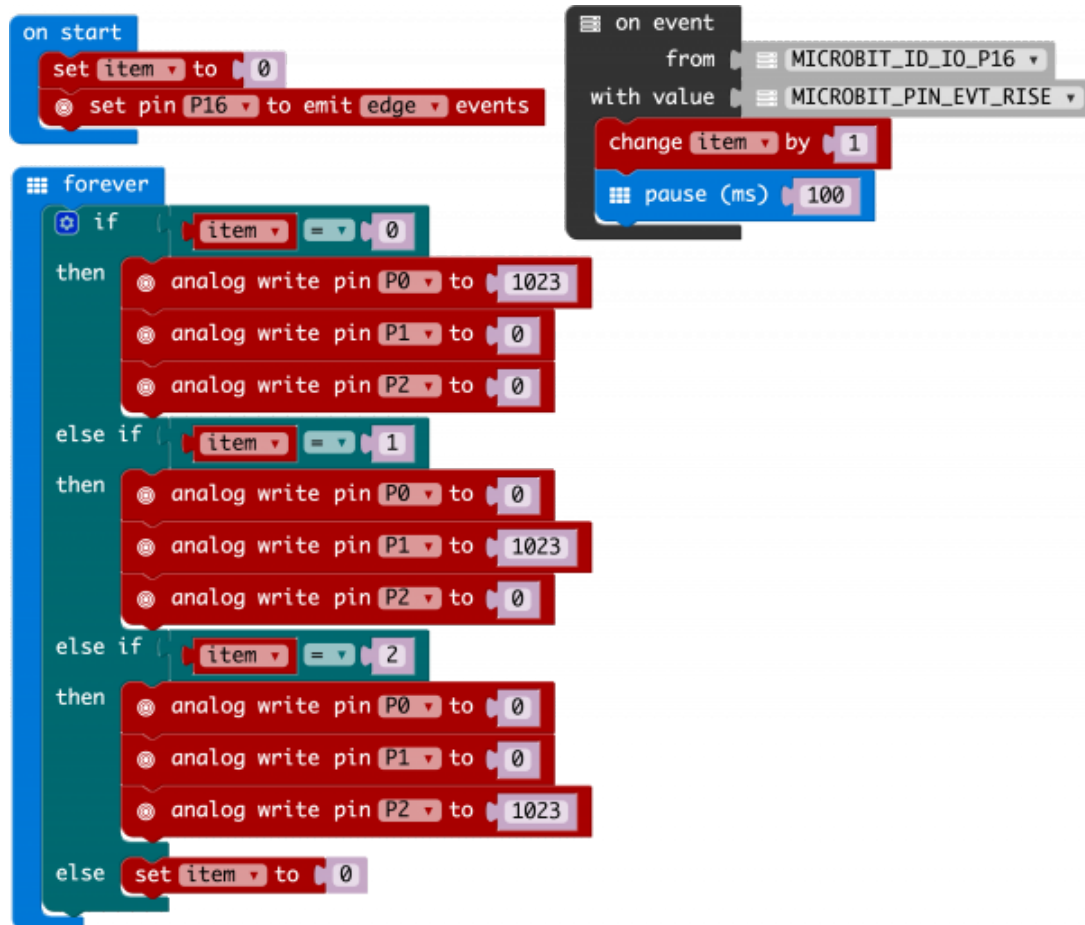 on start
set item to 0
set pin P16 to emit edge events
on event
from MICROBIT_ID_IO_P16
with value MICROBIT_PIN_EVT_RISE
change item by 1
pause (ms) 100
forever
if item = 0
then analog write pin P0 to 1023
analog write pin P1 to 0
analog write pin P2 to 0
else if item = 1
then analog write pin P0 to 0
analog write pin P1 to 1023
analog write pin P2 to 0
else if item = 2
then analog write pin P0 to 0
analog write pin P1 to 0
analog write pin P2 to 1023
else set item to 0